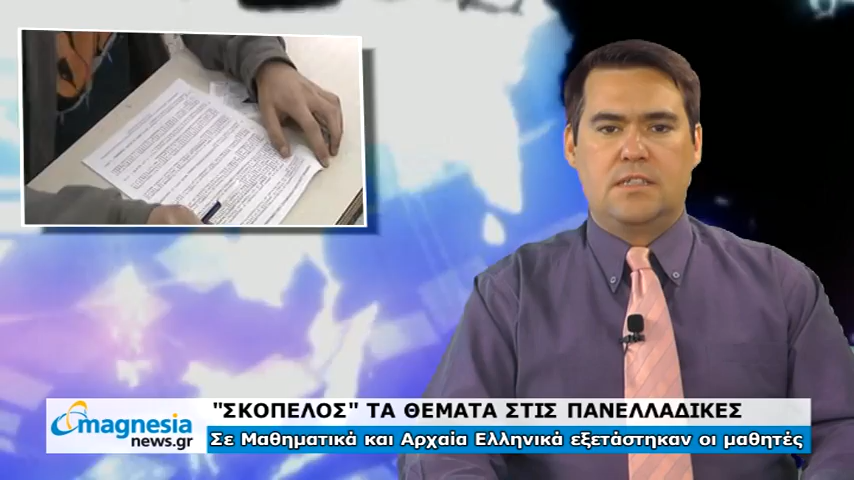 "ΣΚΟΠΕΛΟΣ" ΤΑ ΘΕΜΑΤΑ ΣΤΙΣ ΠΑΝΕΛΛΑΔΙΚΕΣ
magnesia
news.gr
Σε Μαθηματικά και Αρχαία Ελληνικά εξετάστηκαν οι μαθητές